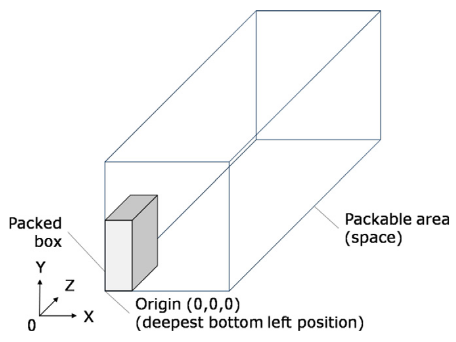 Packed
box
Packable area
(space)
Y
Z
X
0
Origin (0,0,0)
(deepest bottom left position)